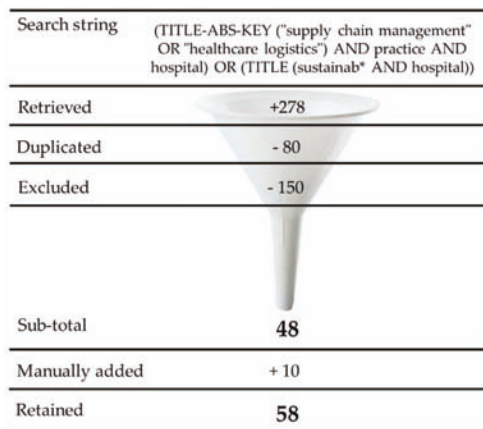 Search string
(TITLE-ABS-KEY ("supply chain management"
OR "healthcare logistics") AND practice AND
hospital) OR (TITLE (sustainab* AND hospital))
Retrieved +278
Duplicated - 80
Excluded - 150
Sub-total 48
Manually added + 10
Retained 58